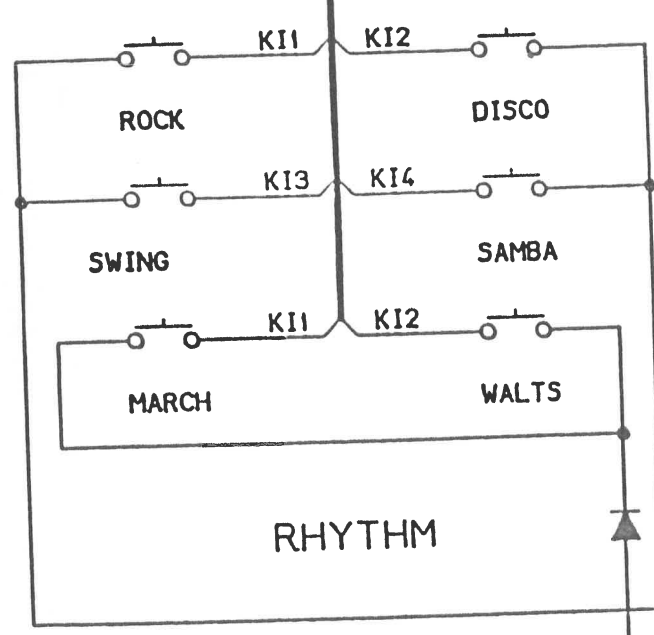 KI1 KI2
ROCK DISCO
KI3 KI4
SWING SAMBA
KI1 KI2
MARCH WALTS
RHYTHM